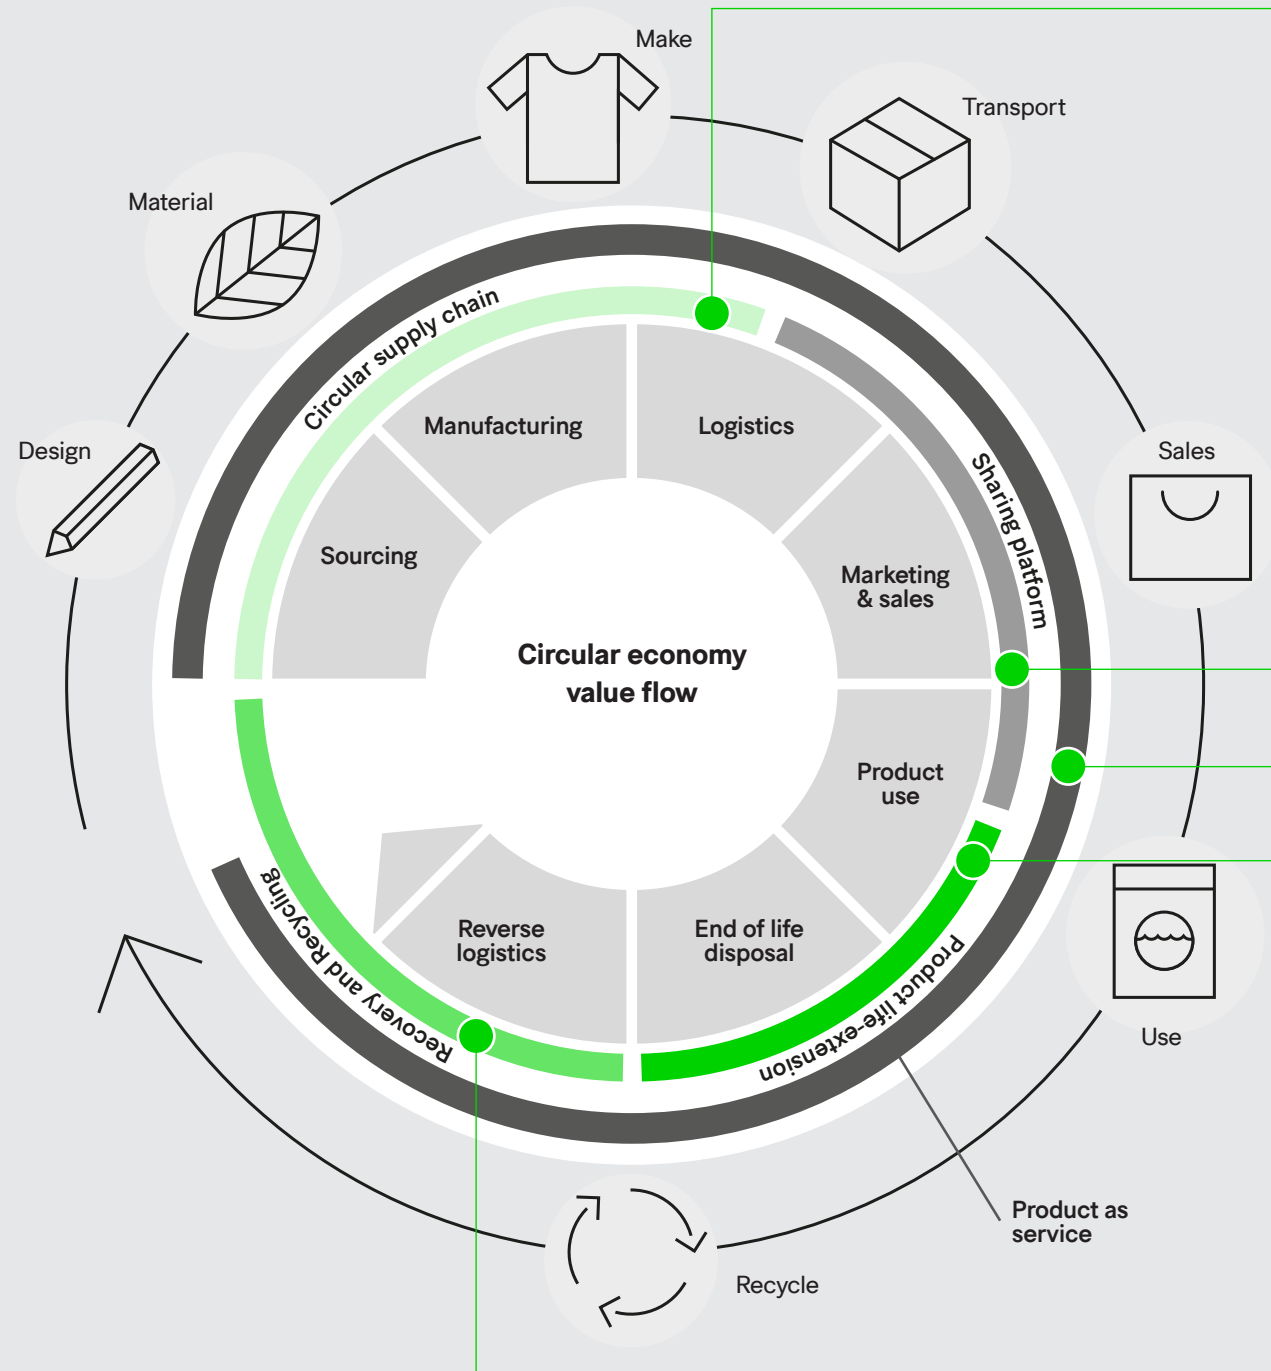 Make
Transport
Material
Design
Sales
Use
Recycle
Circular supply chain
Sharing platform
Product life-extension
Recovery and Recycling
Product as
service
Sourcing
Manufacturing
Logistics
Marketing
& sales
Product
use
End of life
disposal
Reverse
logistics
Circular economy
value flow